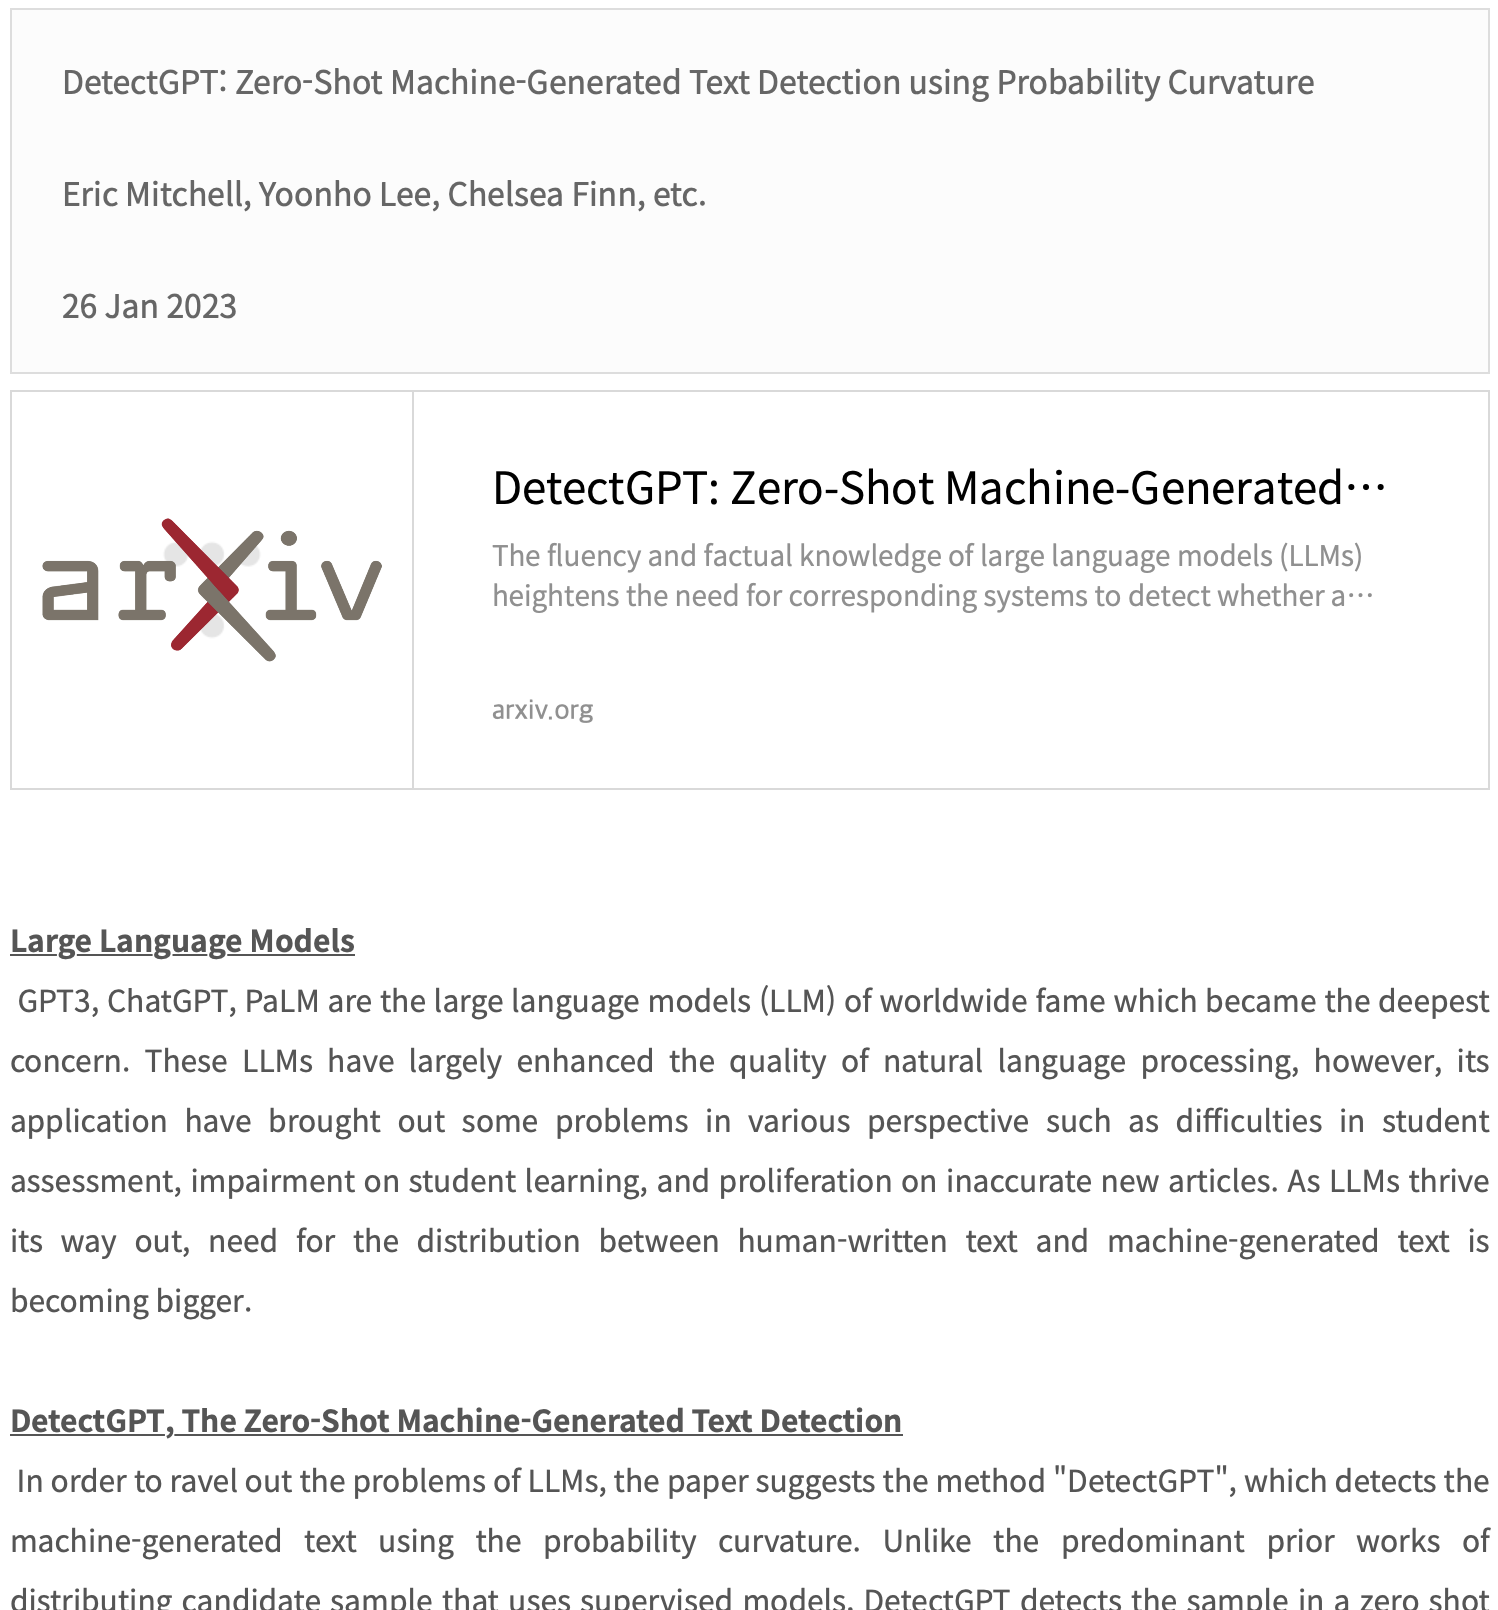 DetectGPT: Zero-Shot Machine-Generated Text Detection using Probability Curvature
Eric Mitchell, Yoonho Lee, Chelsea Finn, etc.
26 Jan 2023
arXiv
DetectGPT: Zero-Shot Machine-Generated…
The fluency and factual knowledge of large language models (LLMs)
heightens the need for corresponding systems to detect whether a…
arxiv.org
Large Language Models
GPT3, ChatGPT, PaLM are the large language models (LLM) of worldwide fame which became the deepest
concern. These LLMs have largely enhanced the quality of natural language processing, however, its
application have brought out some problems in various perspective such as difficulties in student
assessment, impairment on student learning, and proliferation on inaccurate new articles. As LLMs thrive
its way out, need for the distribution between human-written text and machine-generated text is
becoming bigger.
DetectGPT, The Zero-Shot Machine-Generated Text Detection
In order to ravel out the problems of LLMs, the paper suggests the method "DetectGPT", which detects the
machine-generated text using the probability curvature. Unlike the predominant prior works of
distributing candidate sample that uses supervised models, DetectGPT detects the sample in a zero shot